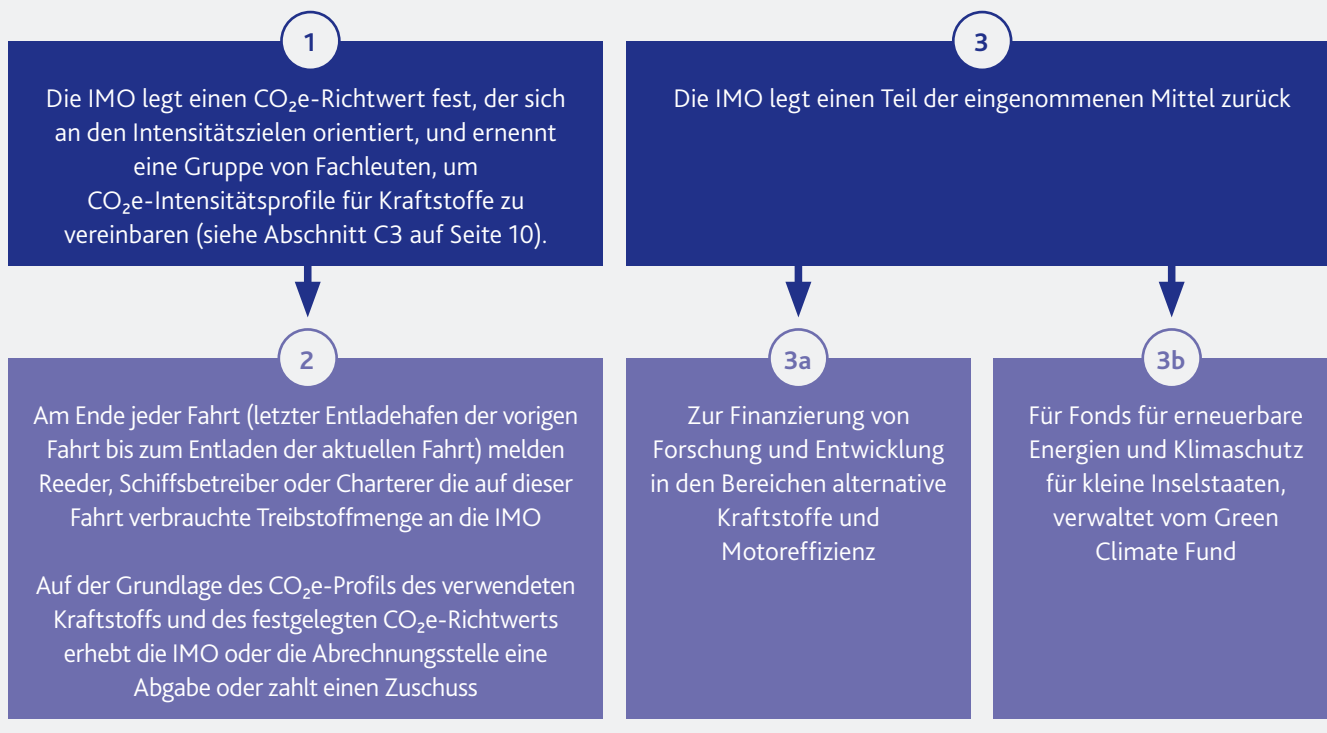 1
Die IMO legt einen CO₂e-Richtwert fest, der sich
an den Intensitätszielen orientiert, und ernennt
eine Gruppe von Fachleuten, um
CO₂e-Intensitätsprofile für Kraftstoffe zu
vereinbaren (siehe Abschnitt C3 auf Seite 10).
2
Am Ende jeder Fahrt (letzter Entladehafen der vorigen
Fahrt bis zum Entladen der aktuellen Fahrt) melden
Reeder, Schiffsbetreiber oder Charterer die auf dieser
Fahrt verbrauchte Treibstoffmenge an die IMO
Auf der Grundlage des CO₂e-Profils des verwendeten
Kraftstoffs und des festgelegten CO₂e-Richtwerts
erhebt die IMO oder die Abrechnungsstelle eine
Abgabe oder zahlt einen Zuschuss
3
Die IMO legt einen Teil der eingenommenen Mittel zurück
3a
Zur Finanzierung von
Forschung und Entwicklung
in den Bereichen alternative
Kraftstoffe und
Motoreffizienz
3b
Für Fonds für erneuerbare
Energien und Klimaschutz
für kleine Inselstaaten,
verwaltet vom Green
Climate Fund